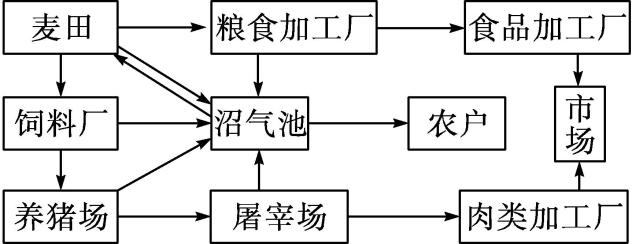 麦田
粮食加工厂
食品加工厂
饲料厂
沼气池
农户
市场
养猪场
屠宰场
肉类加工厂